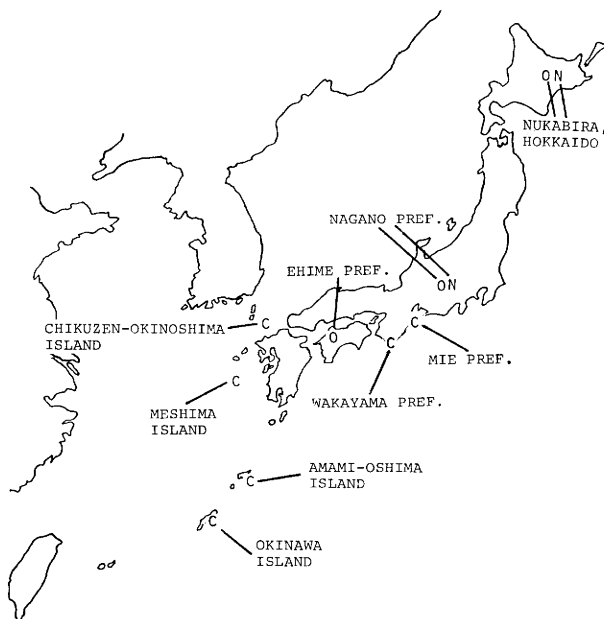 O N
NUKABIRA,
HOKKAIDO
NAGANO PREF.
EHIME PREF.
ON
CHIKUZEN-OKINOSHIMA
ISLAND
C
O
C
C
MIE PREF.
C
MESHIMA
ISLAND
WAKAYAMA PREF.
C
AMAMI-OSHIMA
ISLAND
C
OKINAWA
ISLAND